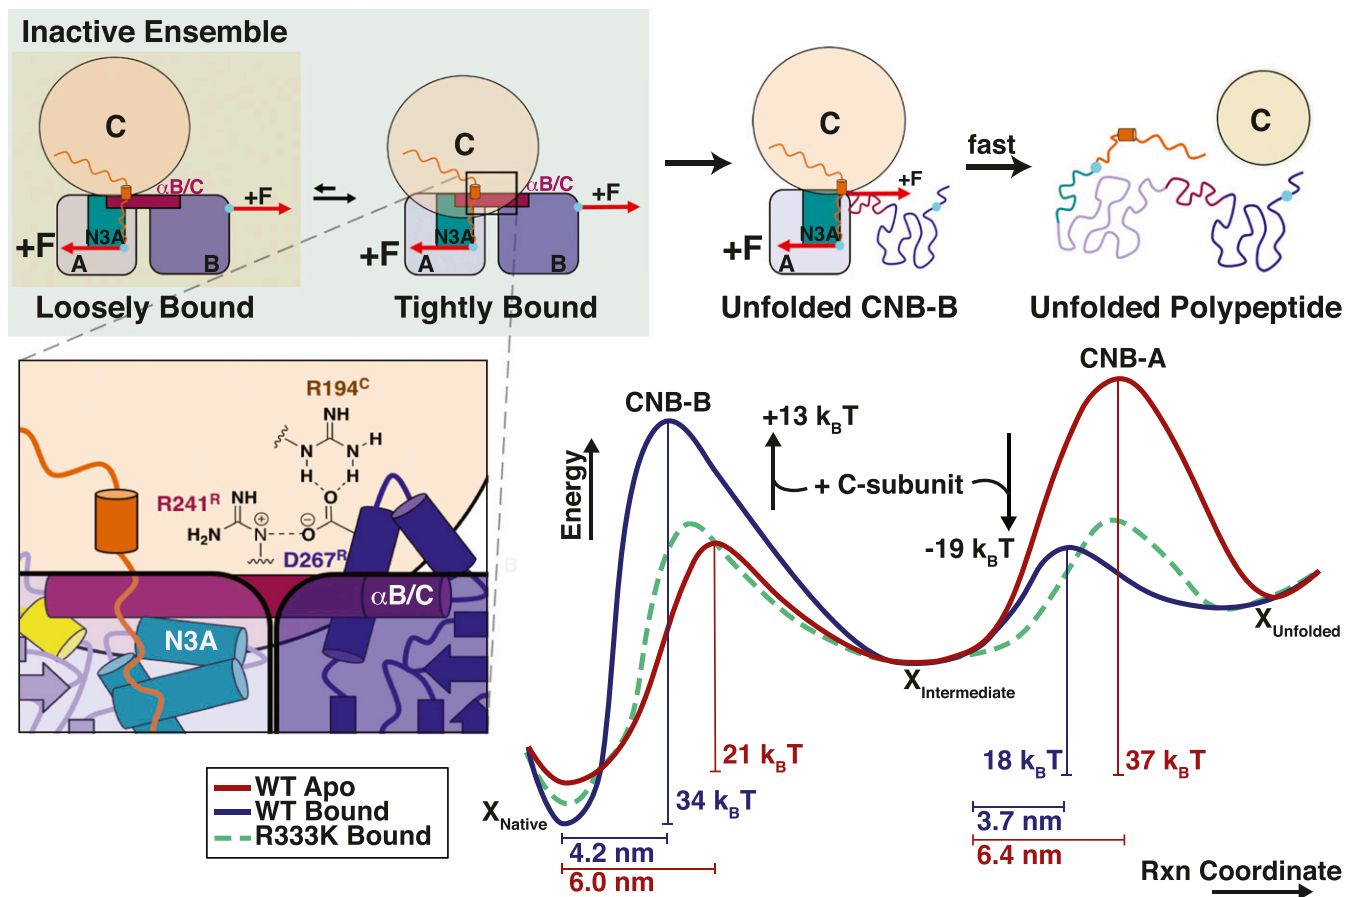 Inactive Ensemble
C
αB/C
+F
N3A
+F
A
B
Loosely Bound
C
αB/C
+F
N3A
+F
A
B
Tightly Bound
C
+F
N3A
+F
A
Unfolded CNB-B
fast
C
Unfolded Polypeptide
R194C
NH
H
N
N
H
H
R241R
NH
O
H2N
N
O
D267R
αB/C
N3A
CNB-B
CNB-A
Energy
+13 kBT
+ C-subunit
-19 kBT
XNative
XIntermediate
XUnfolded
21 kBT
34 kBT
18 kBT
37 kBT
4.2 nm
6.0 nm
3.7 nm
6.4 nm
WT Apo
WT Bound
R333K Bound
Rxn Coordinate